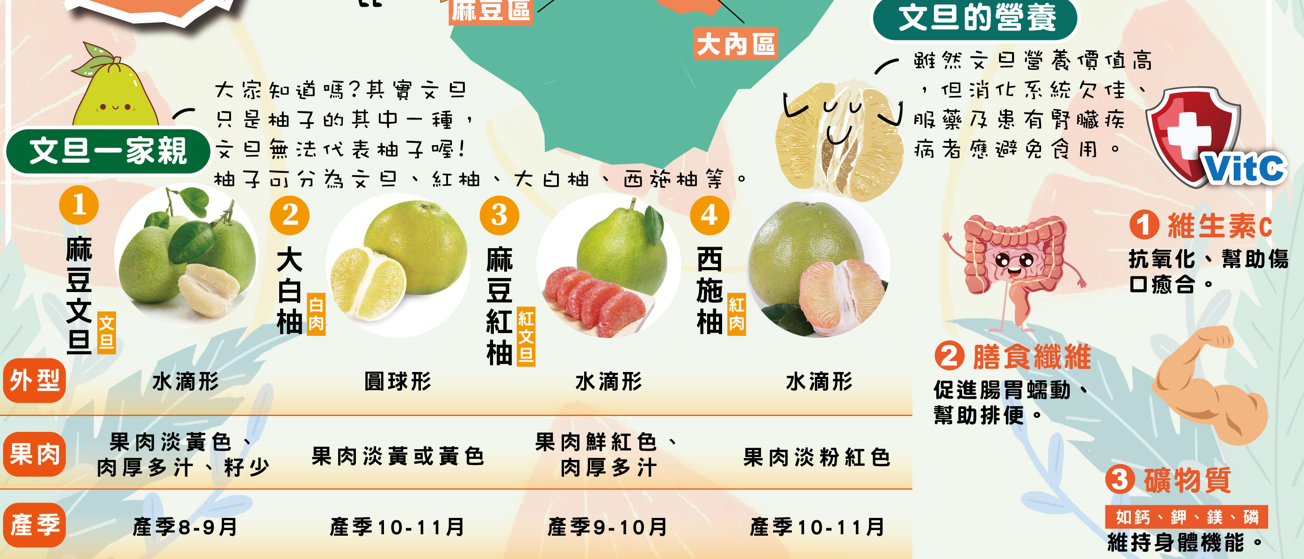 麻豆區
大內區
文旦的營養
雖然文旦營養價值高
，但消化系統欠佳、
服藥及患有腎臟疾
病者應避免食用。
大家知道嗎?其實文旦
只是柚子的其中一種，
文旦無法代表柚子喔!
柚子可分為文旦、紅柚、大白柚、西施柚等。
文旦一家親
1
麻豆文旦
文旦
2
大白柚
白肉
3
麻豆紅柚
紅文旦
4
西施柚
紅肉
外型
水滴形
圓球形
水滴形
水滴形
果肉
果肉淡黃色、
肉厚多汁、籽少
果肉淡黃或黃色
果肉鮮紅色、
肉厚多汁
果肉淡粉紅色
產季
產季8-9月
產季10-11月
產季9-10月
產季10-11月
VitC
1 維生素C
抗氧化、幫助傷
口癒合。
2 膳食纖維
促進腸胃蠕動、
幫助排便。
3 礦物質
如鈣、鉀、鎂、磷
維持身體機能。